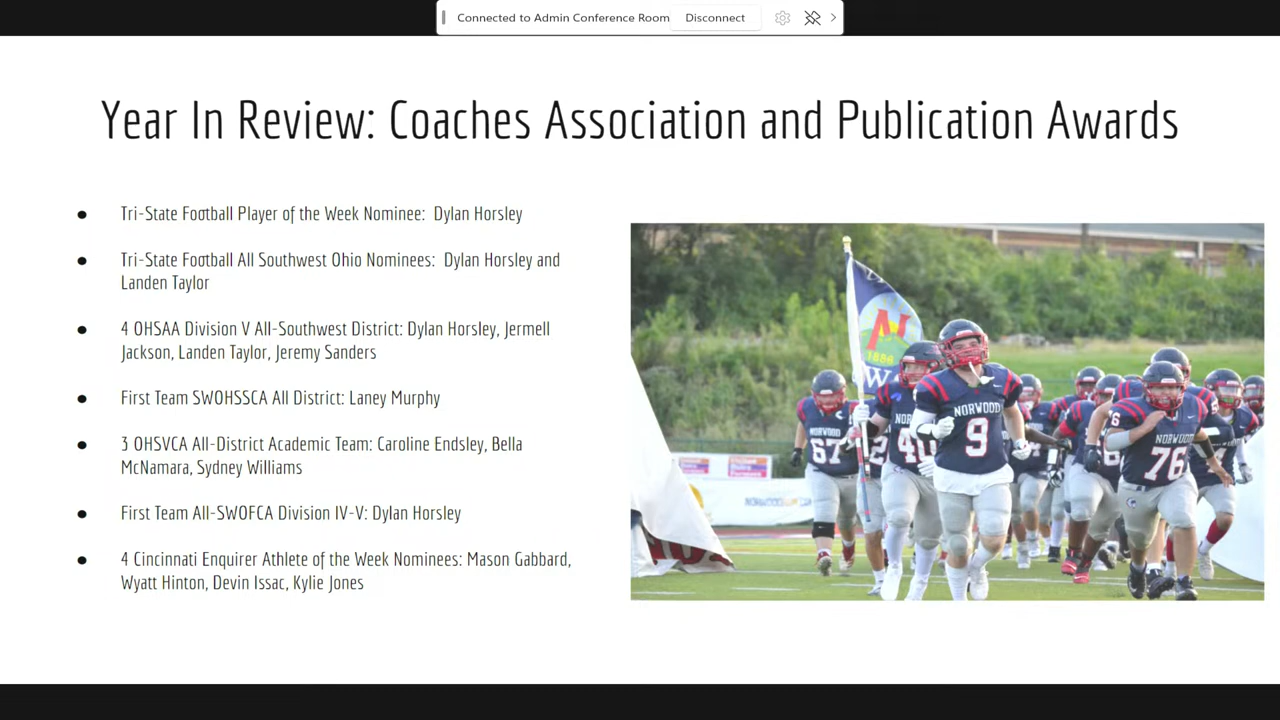 Connected to Admin Conference Room
Disconnect
Year In Review: Coaches Association and Publication Awards
Tri-State Football Player of the Week Nominee: Dylan Horsley
Tri-State Football All Southwest Ohio Nominees: Dylan Horsley and
Landen Taylor
4 OHSAA Division V All-Southwest District: Dylan Horsley, Jermell
Jackson, Landen Taylor, Jeremy Sanders
First Team SWOHSSCA All District: Laney Murphy
3 OHSVCA All-District Academic Team: Caroline Endsley, Bella
McNamara, Sydney Williams
First Team All-SWOFCA Division IV-V: Dylan Horsley
4 Cincinnati Enquirer Athlete of the Week Nominees: Mason Gabbard,
Wyatt Hinton, Devin Issac, Kylie Jones
N
1888
W
NORWOOD
67
NORWOOD
9
NORWOOD
76